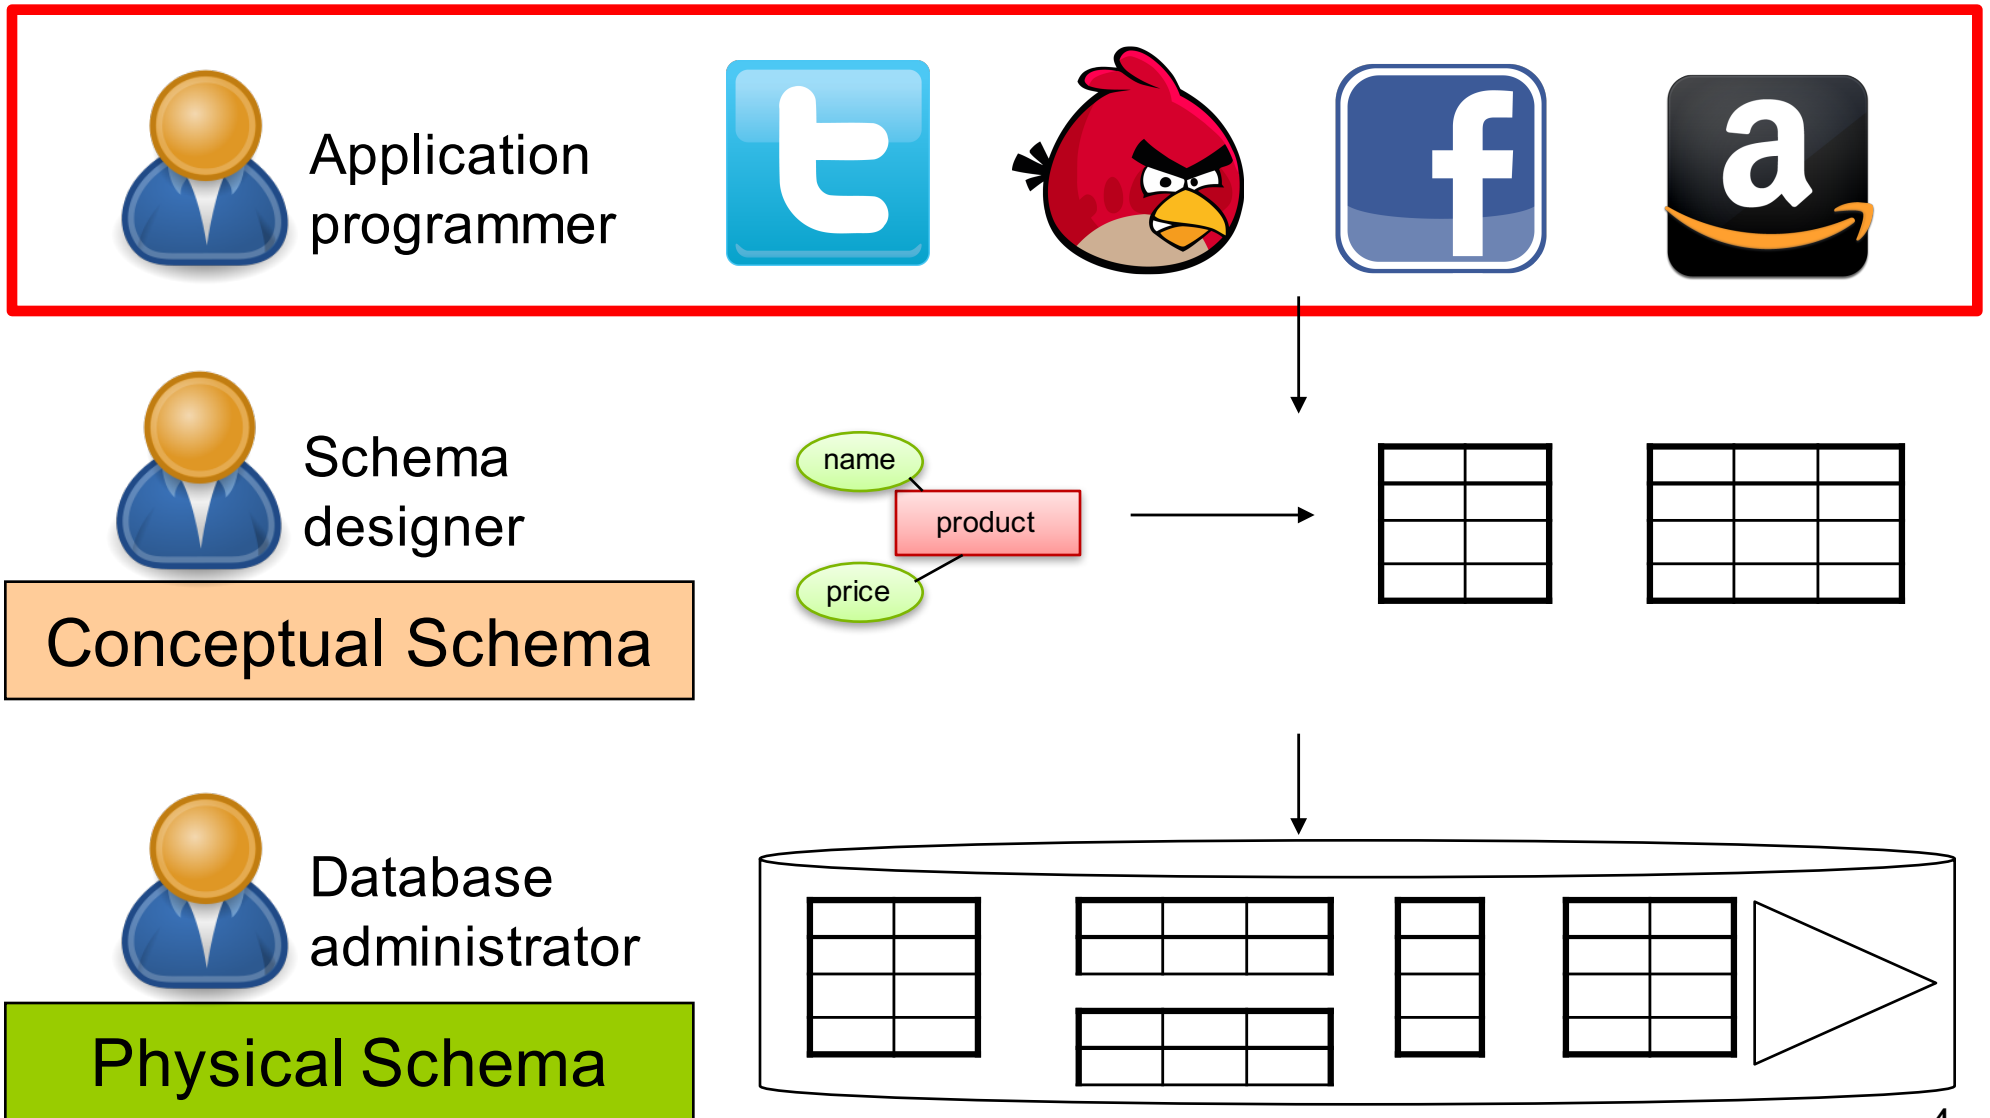 Application
programmer
Schema
designer
name
product
price
Conceptual Schema
Database
administrator
Physical Schema